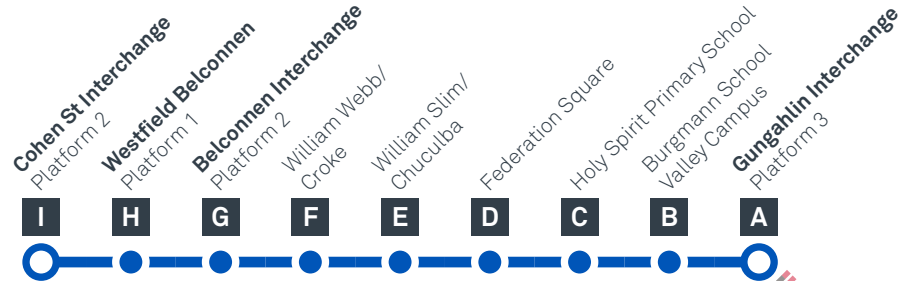 Cohen St Interchange
Platform 2
Westfield Belconnen
Platform 1
Belconnen Interchange
Platform 2
William Webb/
Croke
William Slim/
Chuculba
Federation Square
Holy Spirit Primary School
Burgmann School
Valley Campus
Gungahlin Interchange
Platform 3
I H G F E D C B A